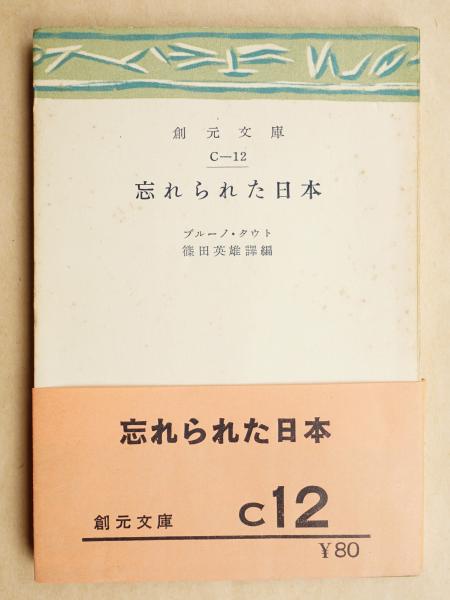 創元文庫
C—12
忘れられた日本
ブルーノ・タウト
篠田英雄譯編
忘れられた日本
創元文庫 C12
¥80